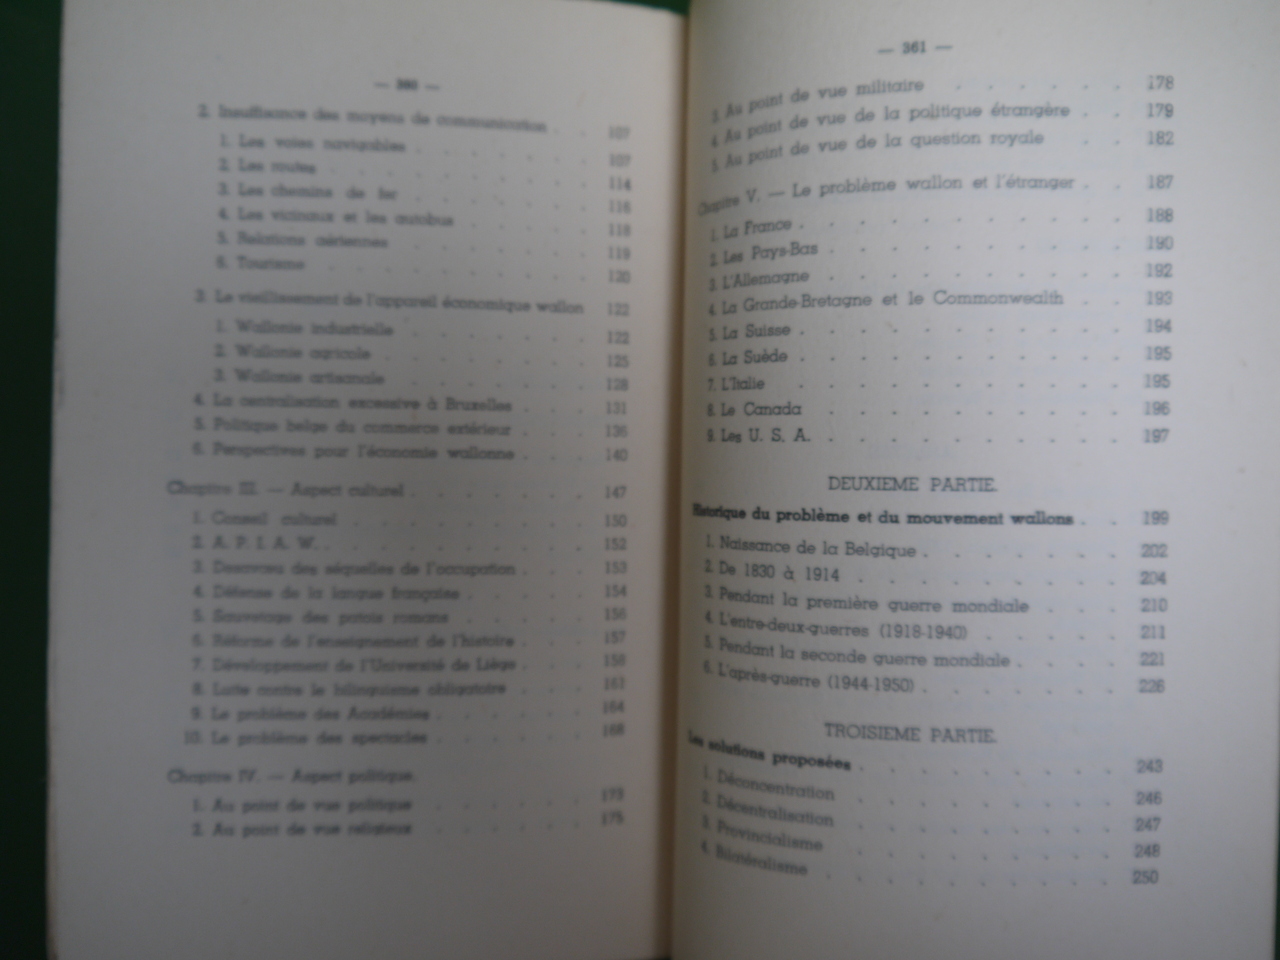 — 360 —
2. Insuffisance des moyens de communication . . 107
1. Les voies navigables . . . . . . . 107
2. Les routes . . . . . . . . . 114
3. Les chemins de fer . . . . . . . 116
4. Les vicinaux et les autobus . . . . . 118
5. Relations aériennes . . . . . . . 119
6. Tourisme . . . . . . . . . 120
3. Le vieillissement de l'appareil économique wallon 122
1. Wallonie industrielle . . . . . . . 122
2. Wallonie agricole . . . . . . . . 125
3. Wallonie artisanale . . . . . . . 128
4. La centralisation excessive à Bruxelles . . . 131
5. Politique belge du commerce extérieur . . . 136
6. Perspectives pour l'économie wallonne . . . 140
Chapitre III. — Aspect culturel . . . . . . . 147
1. Conseil culturel . . . . . . . . . 150
2. A. P. I. A. W. . . . . . . . . . . 152
3. Desaveau des séquelles de l'occupation . . . 153
4. Défense de la langue française . . . . . 154
5. Sauvetage des patois romans . . . . . 156
6. Réforme de l'enseignement de l'histoire . . . 157
7. Développement de l'Université de Liège . . . 158
8. Lutte contre le bilinguisme obligatoire . . . 161
9. Le problème des Académies . . . . . . 164
10. Le problème des spectacles . . . . . . 168
Chapitre IV. — Aspect politique
1. Au point de vue politique . . . . . . 173
2. Au point de vue religieux . . . . . . 175
— 361 —
3. Au point de vue militaire . . . . . . 178
4. Au point de vue de la politique étrangère . . 179
5. Au point de vue de la question royale . . 182
Chapitre V. — Le problème wallon et l'étranger . . 187
1. La France . . . . . . . . . . . 188
2. Les Pays-Bas . . . . . . . . . . 190
3. L'Allemagne . . . . . . . . . . 192
4. La Grande-Bretagne et le Commonwealth . . 193
5. La Suisse . . . . . . . . . . . 194
6. La Suède . . . . . . . . . . . 195
7. L'Italie . . . . . . . . . . . 195
8. Le Canada . . . . . . . . . . 196
9. Les U. S. A. . . . . . . . . . . 197
DEUXIEME PARTIE.
Historique du problème et du mouvement wallons . . 199
1. Naissance de la Belgique . . . . . . . 202
2. De 1830 à 1914 . . . . . . . . . 204
3. Pendant la première guerre mondiale . . . 210
4. L'entre-deux-guerres (1918-1940) . . . . . 211
5. Pendant la seconde guerre mondiale . . . . 221
6. L'après-guerre (1944-1950) . . . . . . . 226
TROISIEME PARTIE.
Les solutions proposées . . . . . . . . . 243
1. Déconcentration . . . . . . . . . 246
2. Décentralisation . . . . . . . . . 247
3. Provincialisme . . . . . . . . . 248
4. Bilatéralisme . . . . . . . . . . 250